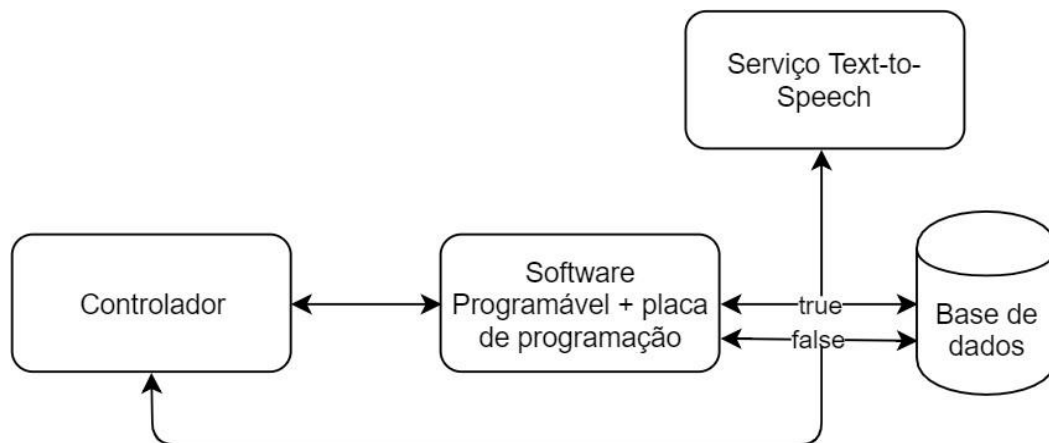 Serviço Text-to-
Speech
Controlador
Software
Programável + placa
de programação
true
false
Base de
dados